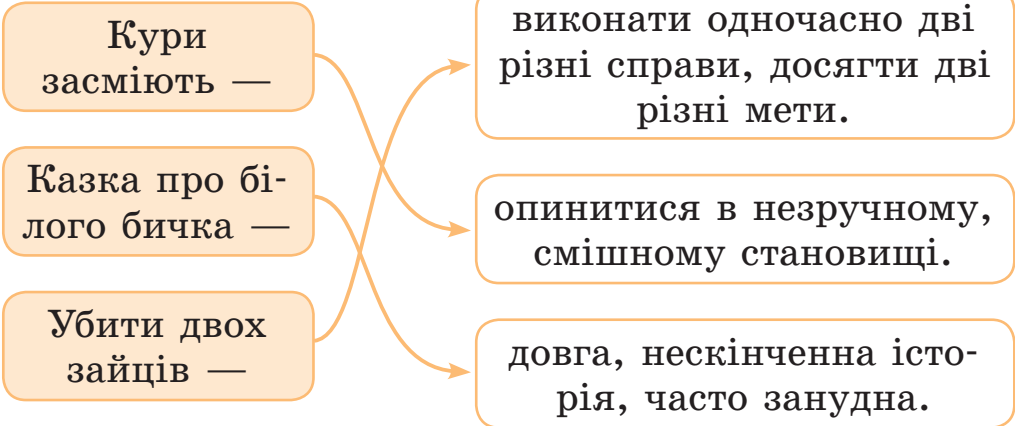 Кури
засміють —
Казка про бі-
лого бичка —
Убити двох
зайців —
виконати одночасно дві
різні справи, досягти дві
різні мети.
опинитися в незручному,
смішному становищі.
довга, нескінченна істо-
рія, часто занудна.